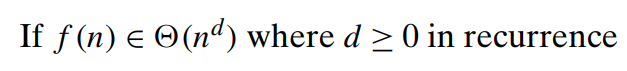 If f(n) ∈ Θ(n^d) where d ≥ 0 in recurrence